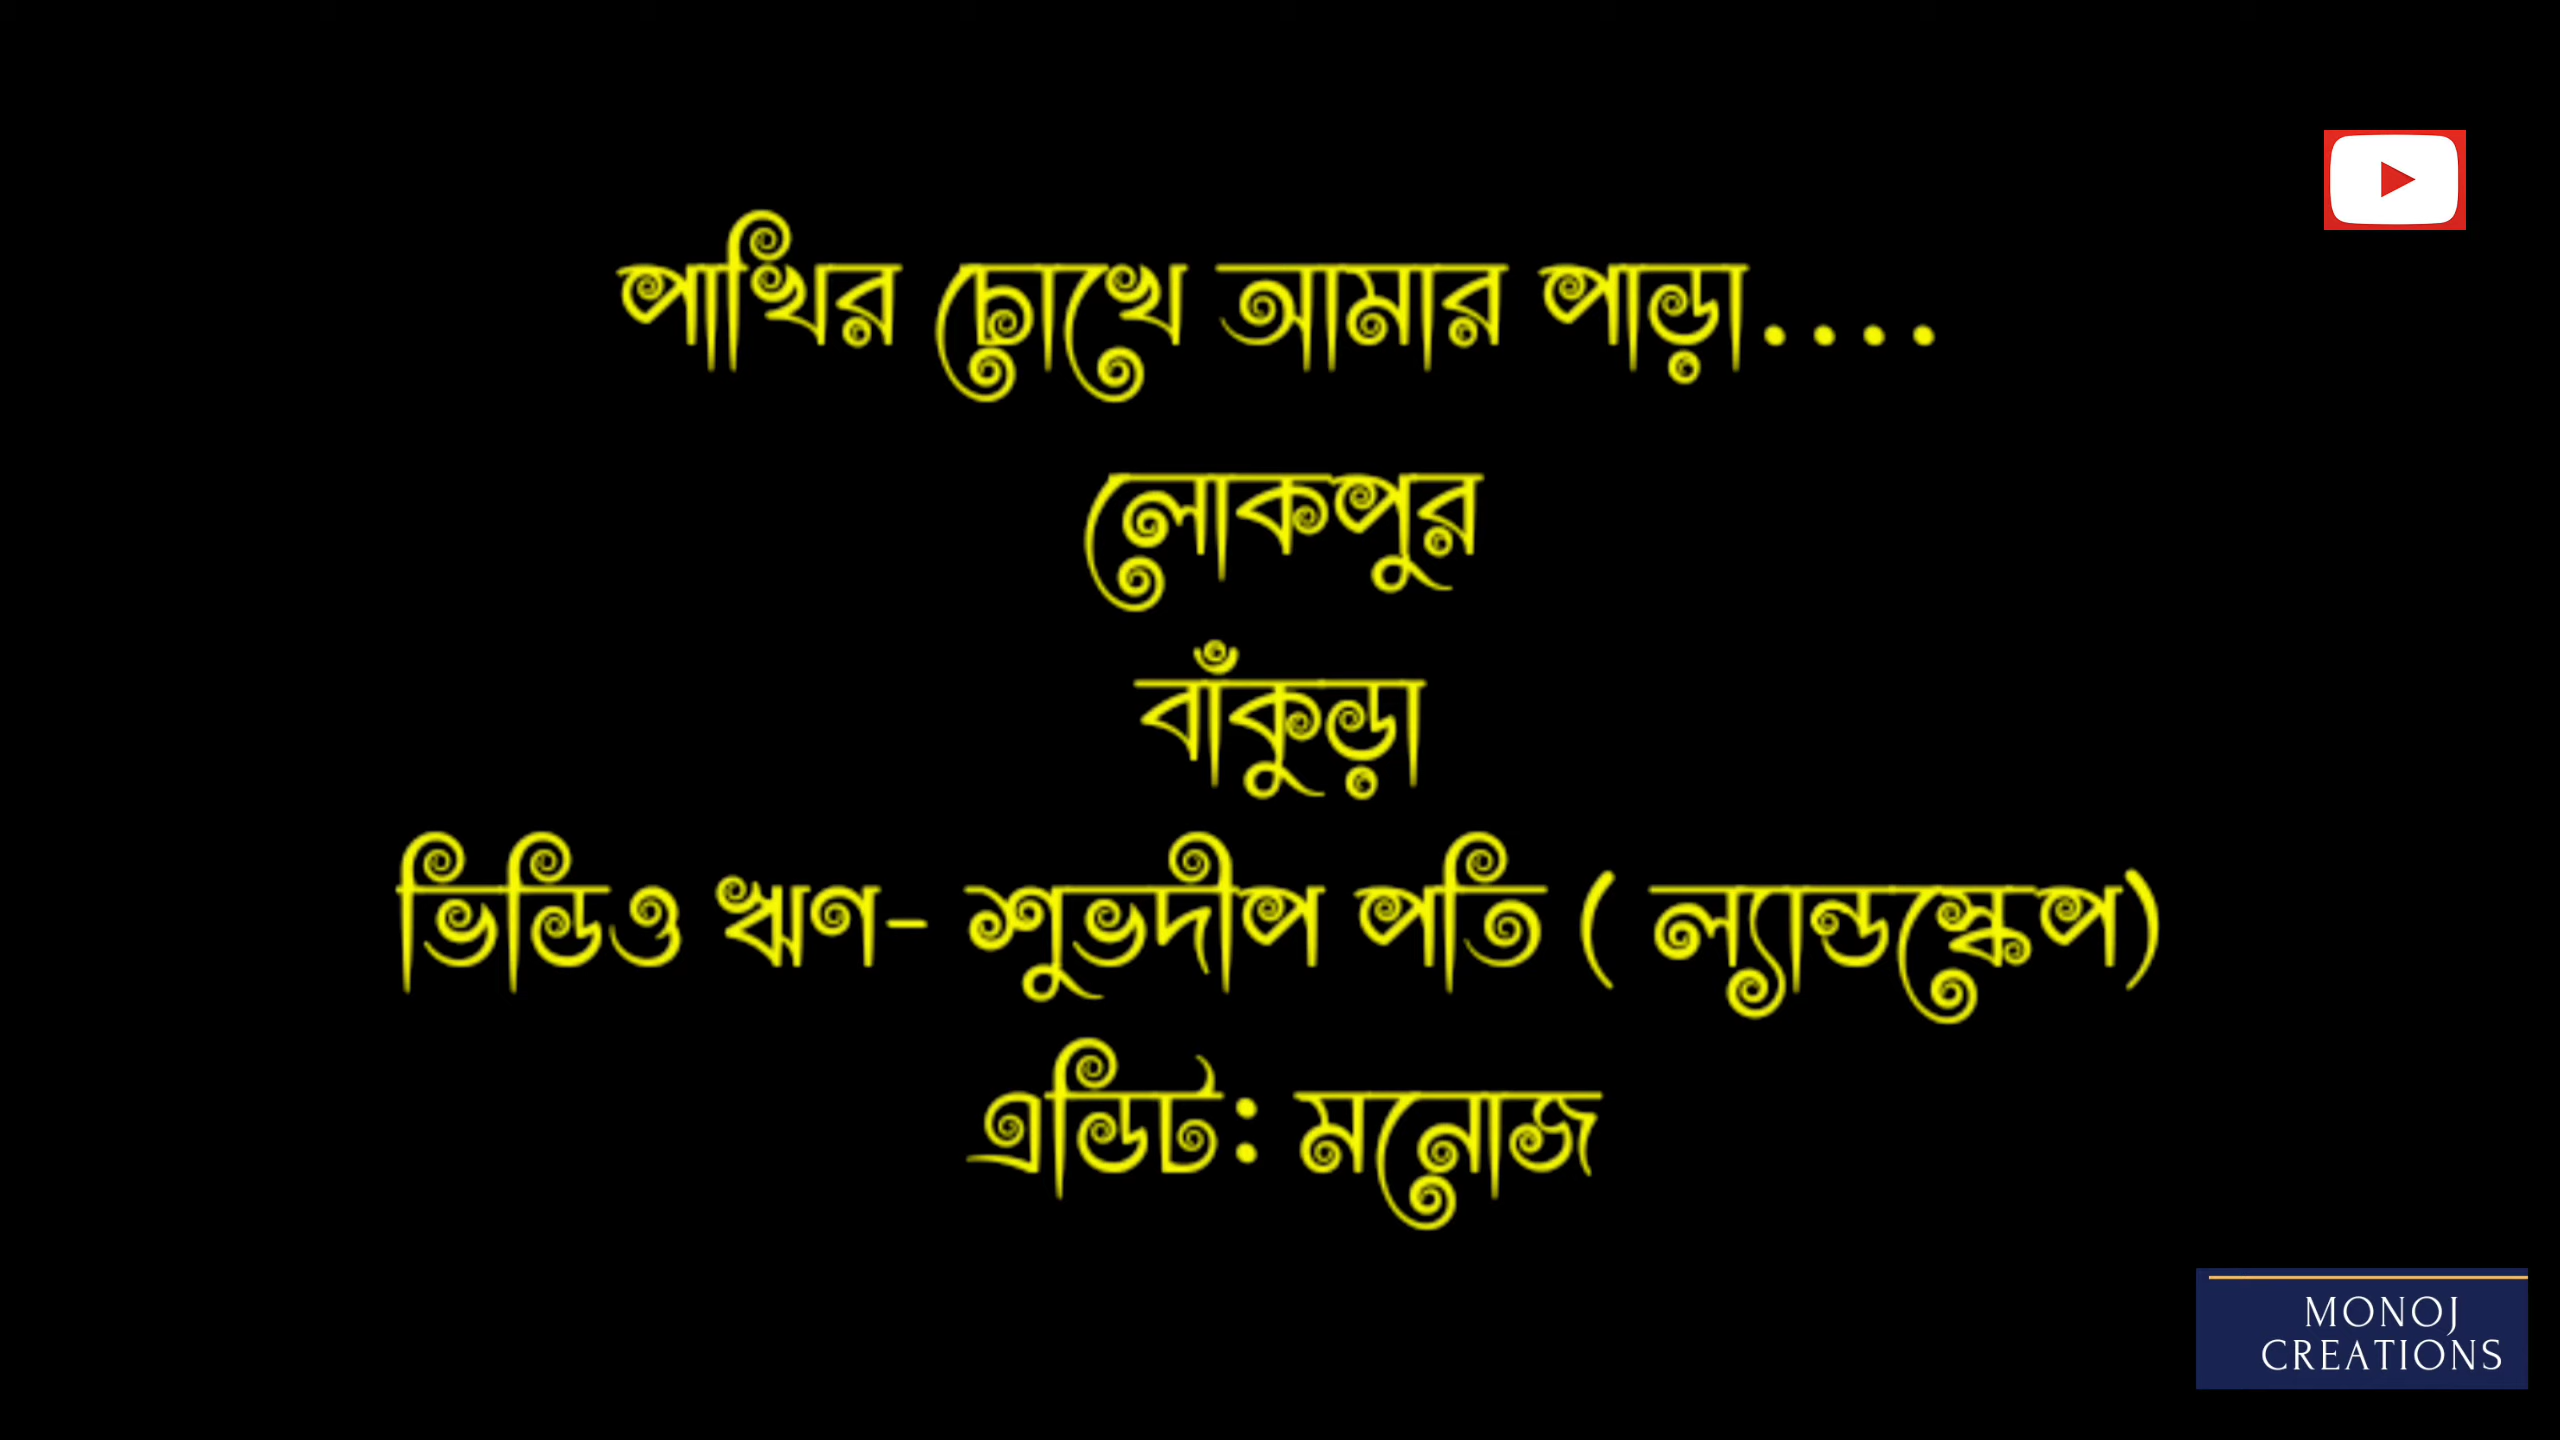 পাখির চোখে আমার পাড়া....
লোকপুর
বাঁকুড়া
ভিডিও ঋণ- শুভদীপ পতি ( ল্যান্ডস্কেপ)
এডিট: মনোজ
MONOJ
CREATIONS